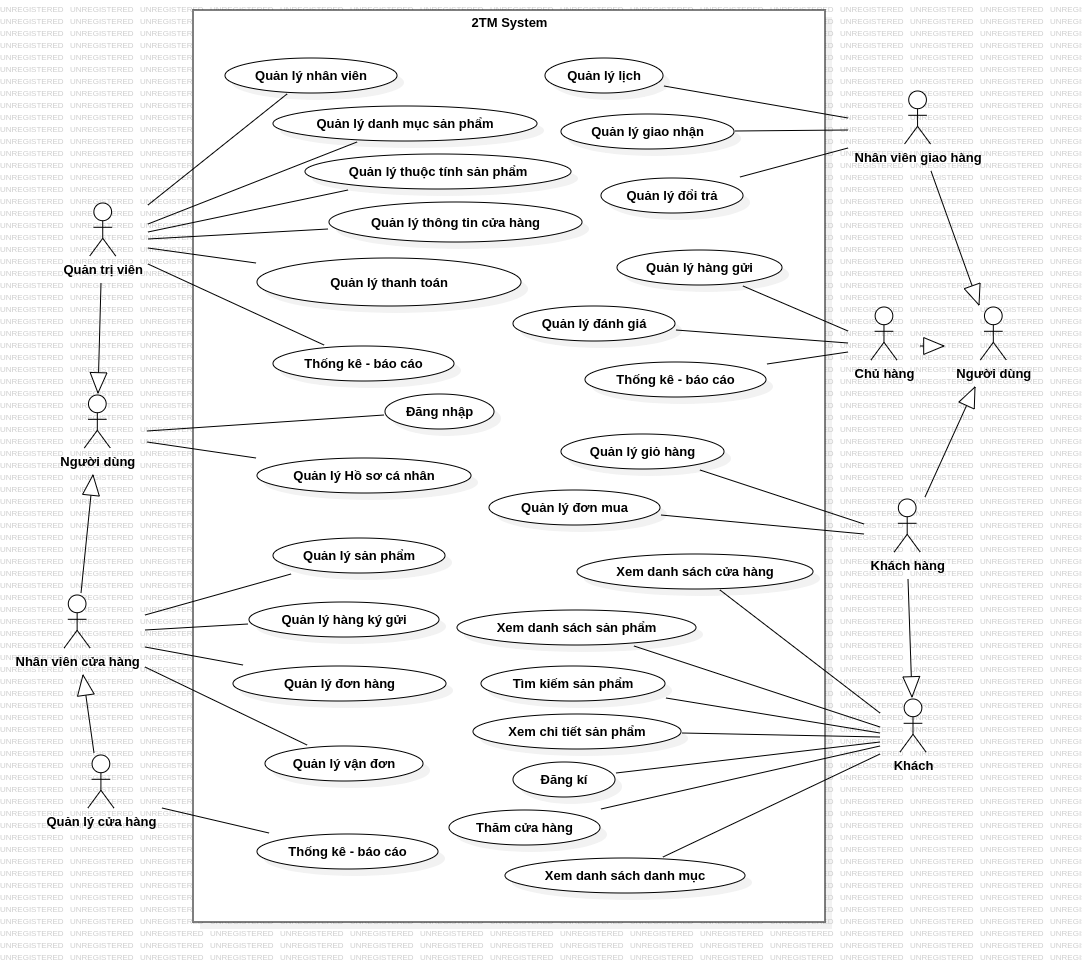 2TM System
Quản lý nhân viên
Quản lý lịch
Quản lý danh mục sản phẩm
Quản lý giao nhận
Nhân viên giao hàng
Quản lý thuộc tính sản phẩm
Quản lý đổi trả
Quản lý thông tin cửa hàng
Quản trị viên
Quản lý hàng gửi
Quản lý thanh toán
Quản lý đánh giá
Thống kê - báo cáo
Thống kê - báo cáo
Chủ hàng
Người dùng
Đăng nhập
Người dùng
Quản lý giỏ hàng
Quản lý Hồ sơ cá nhân
Quản lý đơn mua
Quản lý sản phẩm
Xem danh sách cửa hàng
Khách hàng
Quản lý hàng ký gửi
Xem danh sách sản phẩm
Nhân viên cửa hàng
Quản lý đơn hàng
Tìm kiếm sản phẩm
Xem chi tiết sản phẩm
Quản lý vận đơn
Đăng kí
Khách
Quản lý cửa hàng
Thăm cửa hàng
Thống kê - báo cáo
Xem danh sách danh mục
UNREGISTERED